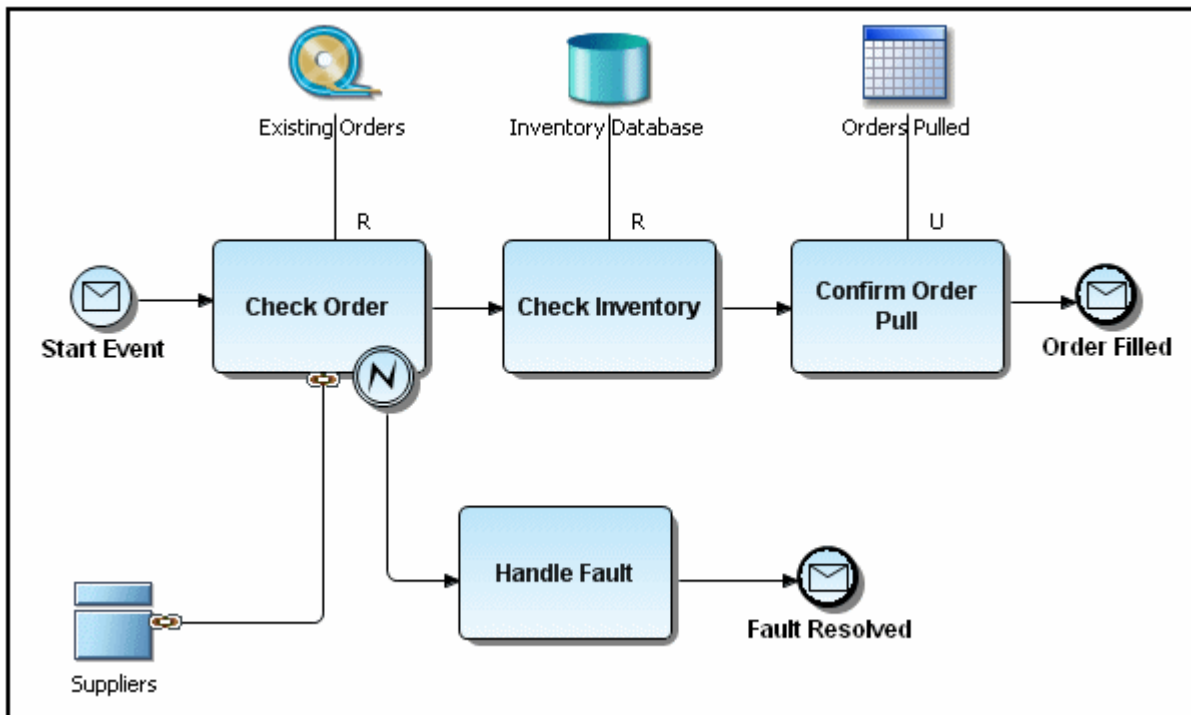 Existing Orders
Inventory Database
Orders Pulled
R
R
U
Check Order
Check Inventory
Confirm Order
Pull
Start Event
Order Filled
Handle Fault
Fault Resolved
Suppliers